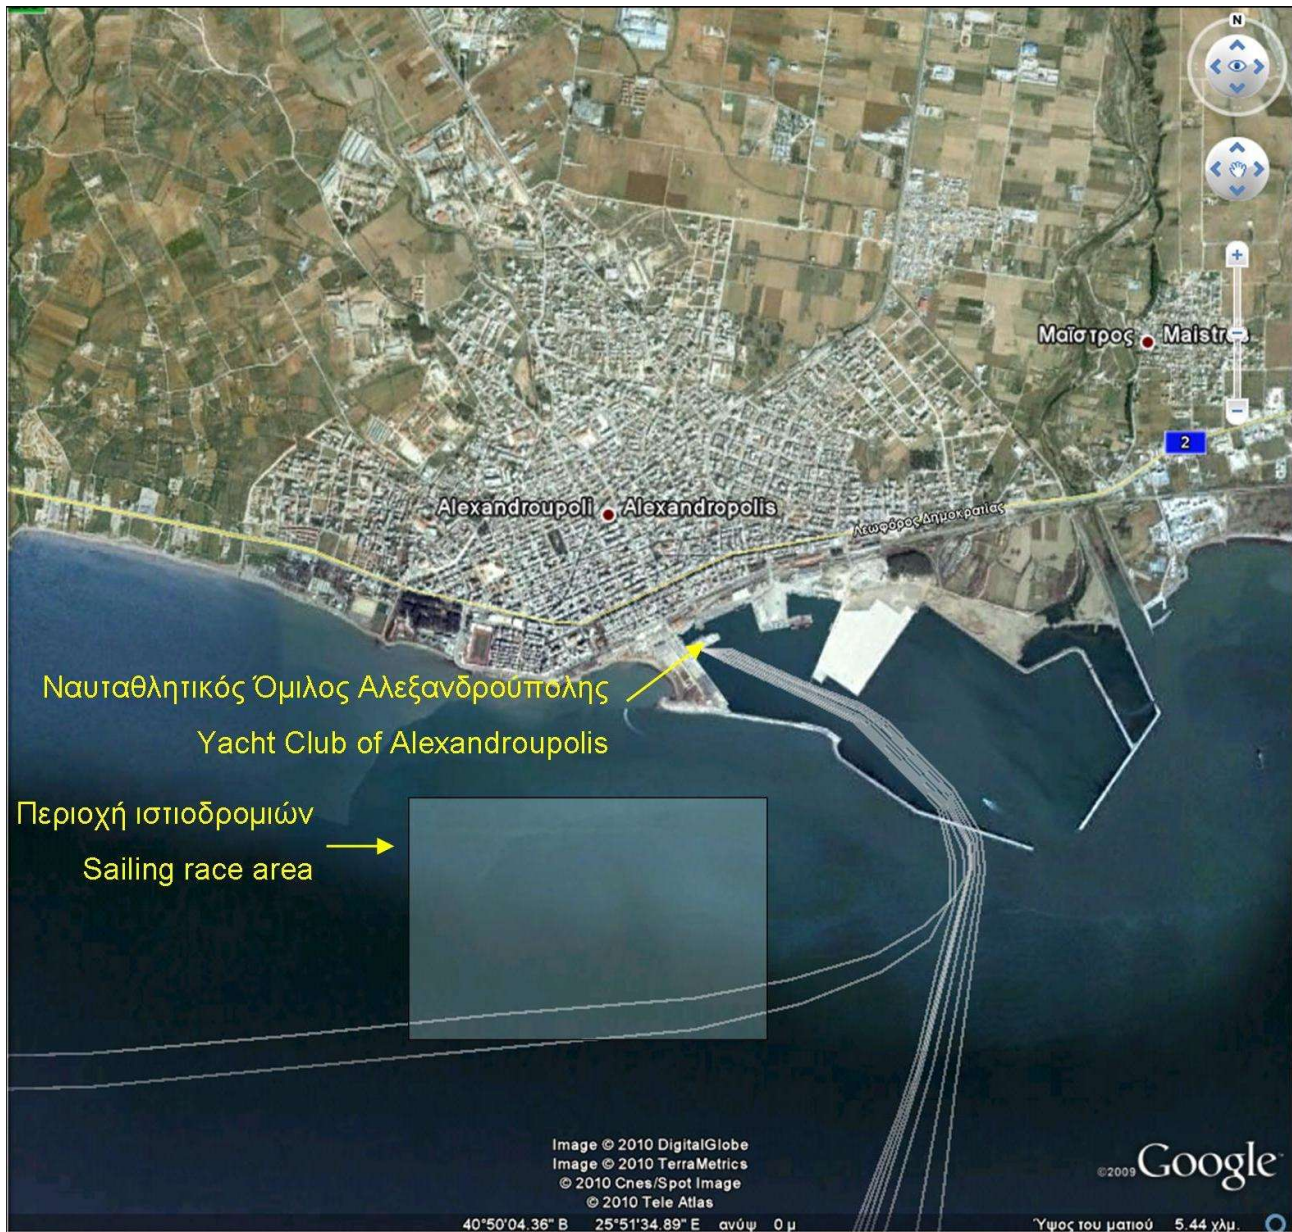 N
Μαΐστρος Maistros
2
Alexandroupoli Alexandropolis
Λεωφόρος Δημοκρατίας
Ναυταθλητικός Όμιλος Αλεξανδρούπολης
Yacht Club of Alexandroupolis
Περιοχή ιστιοδρομιών
Sailing race area
Image © 2010 DigitalGlobe
Image © 2010 TerraMetrics
© 2010 Cnes/Spot Image
© 2010 Tele Atlas
©2009 Google
40°50'04.36" Β 25°51'34.89" Ε ανύψ 0 μ Ύψος του ματιού 5.44 χλμ.